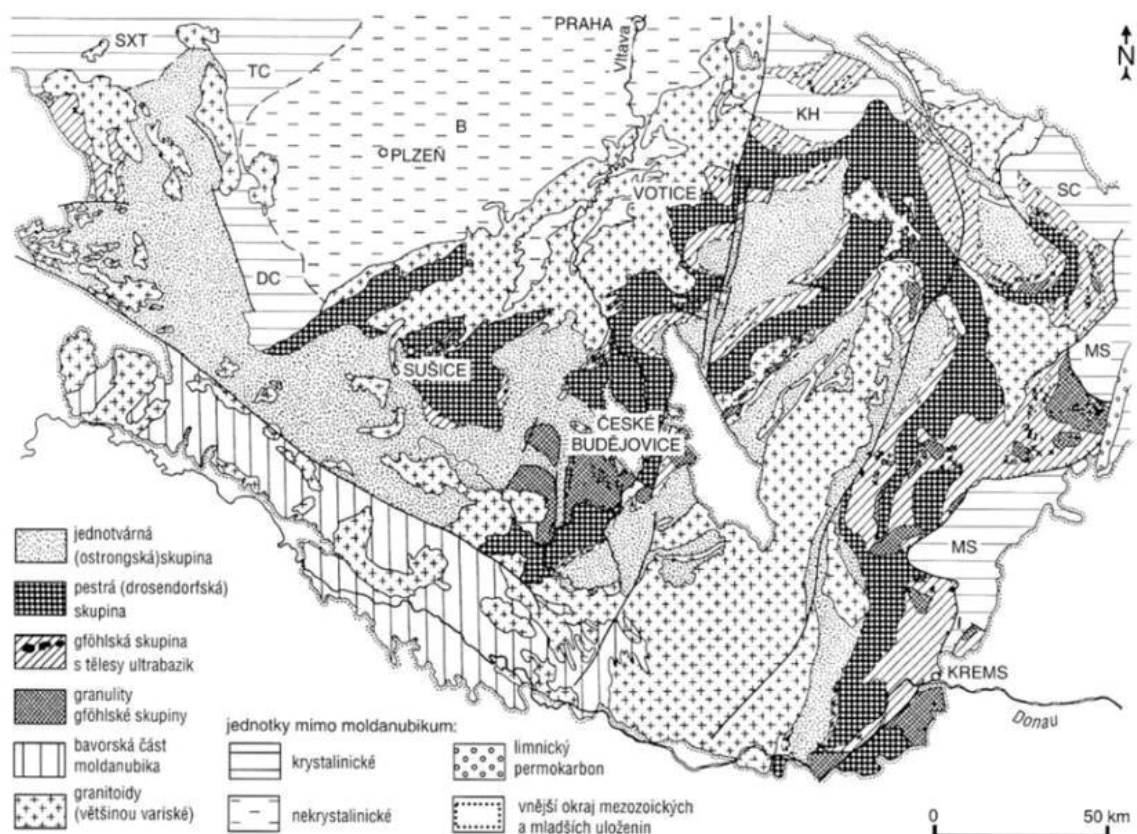 SXT
TC
PRAHA
Vltava
N
KH
B
PLZEŇ
VOTICE
SC
DC
SUŠICE
MS
ČESKÉ
BUDĚJOVICE
MS
KREMS
Donau
jednotvárná
(ostrongská)skupina
pestrá (drosendorfská)
skupina
gföhlská skupina
s tělesy ultrabazik
granulity
gföhlské skupiny
bavorská část
moldanubika
granitoidy
(většinou variské)
jednotky mimo moldanubikum:
krystalinické
nekrystalinické
limnický
permokarbon
vnější okraj mezozoických
a mladších uloženin
0 50 km